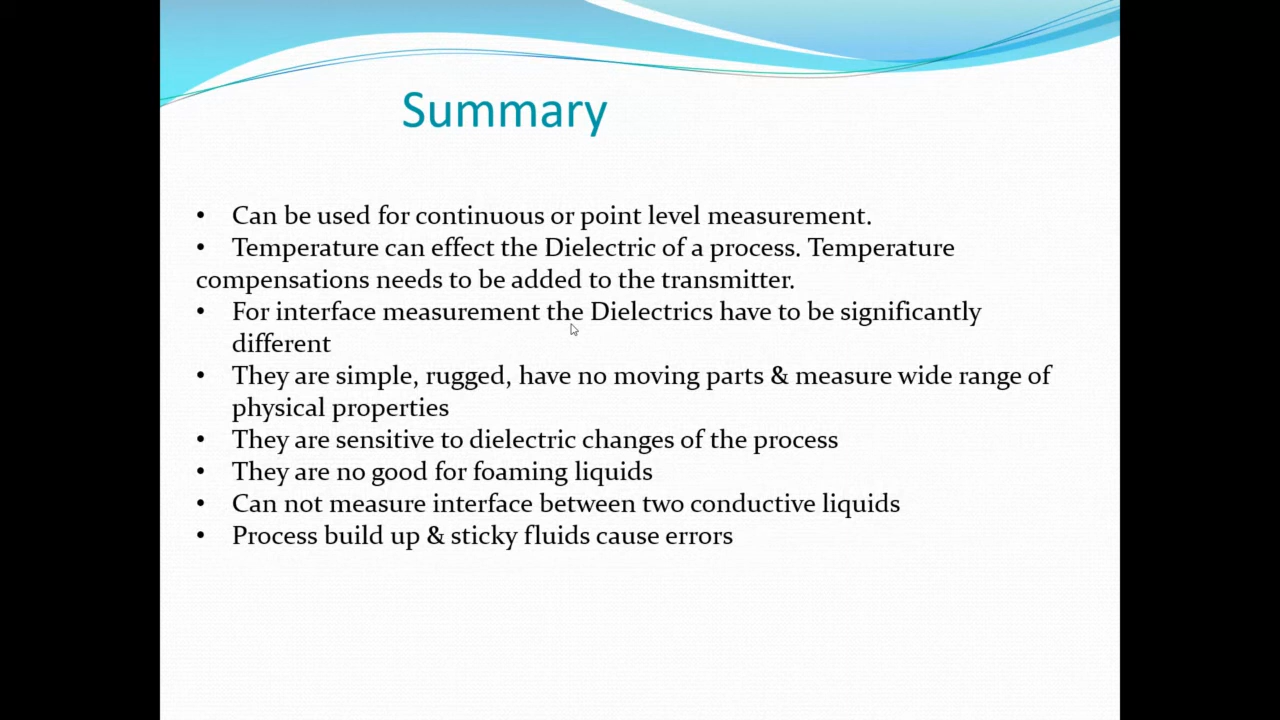 Summary
• Can be used for continuous or point level measurement.
• Temperature can effect the Dielectric of a process. Temperature
compensations needs to be added to the transmitter.
• For interface measurement the Dielectrics have to be significantly
different
• They are simple, rugged, have no moving parts & measure wide range of
physical properties
• They are sensitive to dielectric changes of the process
• They are no good for foaming liquids
• Can not measure interface between two conductive liquids
• Process build up & sticky fluids cause errors